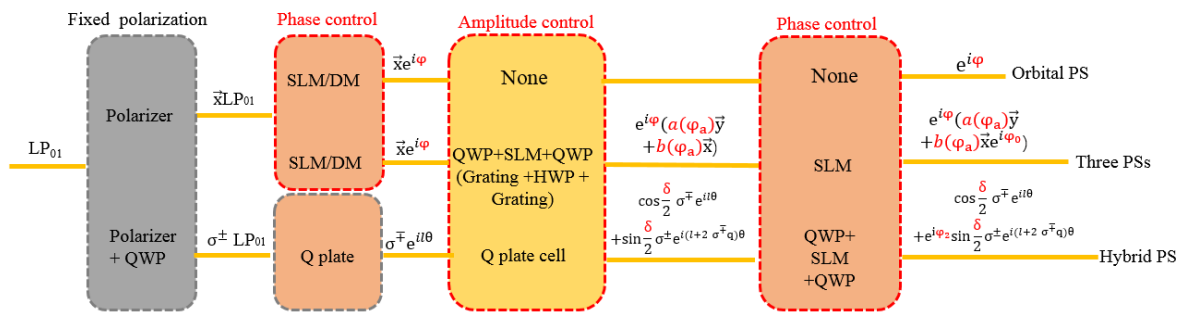 Fixed polarization
Phase control
Amplitude control
Phase control
LP₀₁
Polarizer
x⃗LP₀₁
SLM/DM
x⃗e^{iφ}
None
None
e^{iφ}
Orbital PS
SLM/DM
x⃗e^{iφ}
QWP+SLM+QWP
(Grating +HWP +
Grating)
e^{iφ}(a(φₐ)y⃗
+b(φₐ)x⃗)
SLM
e^{iφ}(a(φₐ)y⃗
+b(φₐ)x⃗e^{iφ₀})
Three PSs
Polarizer
+ QWP
σ^± LP₀₁
Q plate
σ^∓e^{ilθ}
Q plate cell
cos δ/2 σ^∓e^{ilθ}
+sin δ/2 σ^±e^{i(l+2 σ^∓q)θ}
QWP+
SLM
+QWP
cos δ/2 σ^∓e^{ilθ}
+e^{iφ₂}sin δ/2 σ^±e^{i(l+2 σ^∓q)θ}
Hybrid PS